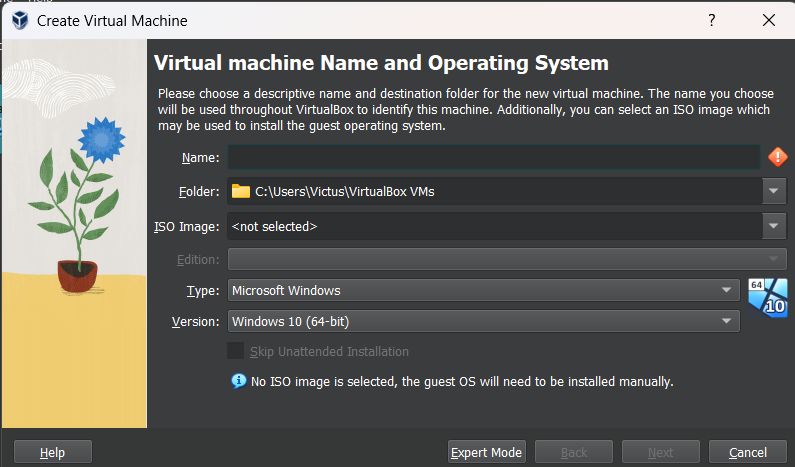 Create Virtual Machine
?
Virtual machine Name and Operating System
Please choose a descriptive name and destination folder for the new virtual machine. The name you choose
will be used throughout VirtualBox to identify this machine. Additionally, you can select an ISO image which
may be used to install the guest operating system.
Name:
Folder: C:\Users\Victus\VirtualBox VMs
ISO Image: <not selected>
Edition:
Type: Microsoft Windows
64
10
Version: Windows 10 (64-bit)
Skip Unattended Installation
No ISO image is selected, the guest OS will need to be installed manually.
Help Expert Mode Back Next Cancel